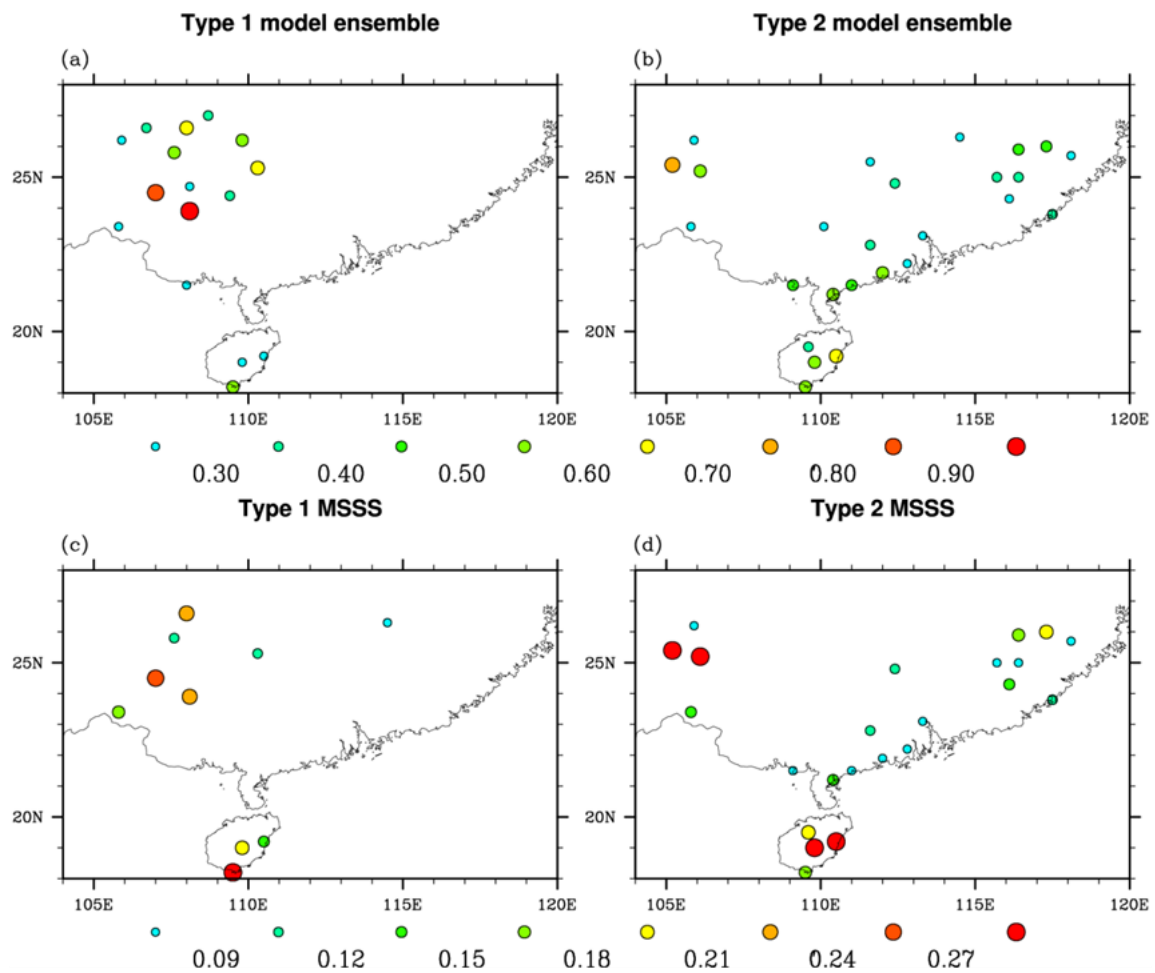 Type 1 model ensemble
Type 2 model ensemble
(a)
(b)
25N
20N
105E 110E 115E 120E
25N
20N
105E 110E 115E 120E
0.30 0.40 0.50 0.60 0.70 0.80 0.90
Type 1 MSSS
Type 2 MSSS
(c)
(d)
25N
20N
105E 110E 115E 120E
25N
20N
105E 110E 115E 120E
0.09 0.12 0.15 0.18 0.21 0.24 0.27